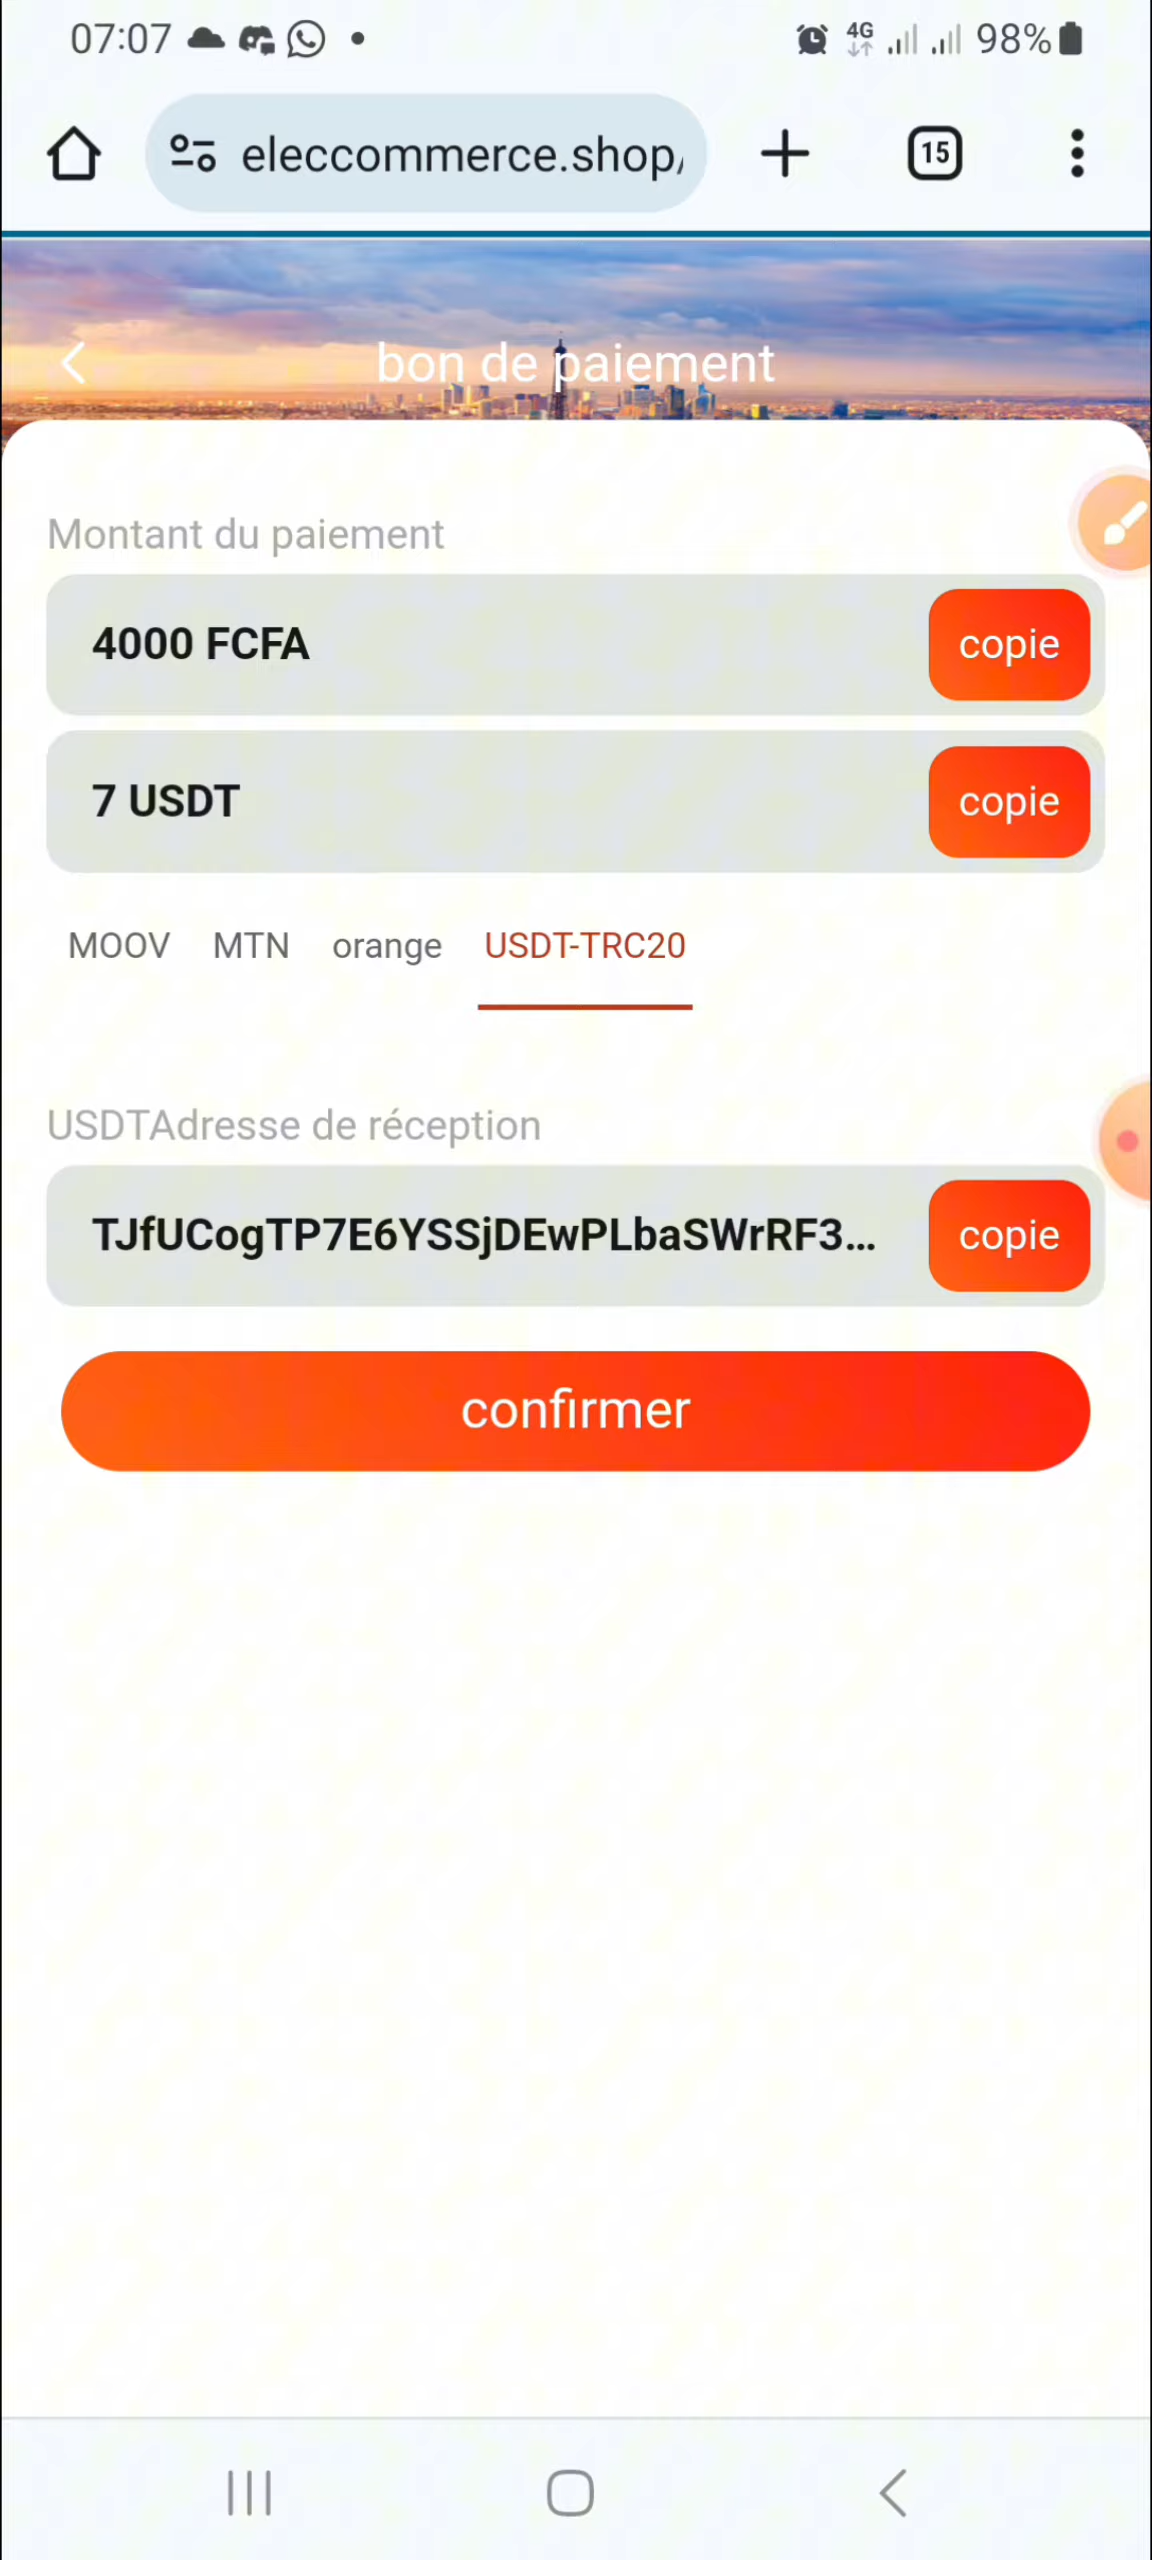 07:07
4G
98%
eleccommerce.shop/
15
bon de paiement
Montant du paiement
4000 FCFA
copie
7 USDT
copie
MOOV MTN orange USDT-TRC20
USDTAdresse de réception
TJfUCogTP7E6YSSjDEwPLbaSWrRF3...
copie
confirmer